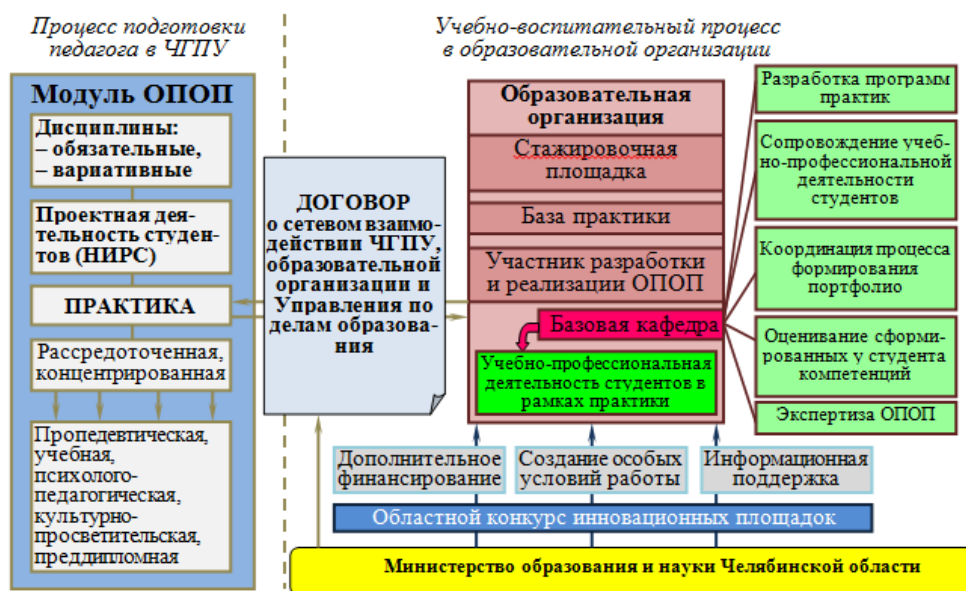 Процесс подготовки
педагога в ЧГПУ
Учебно-воспитательный процесс
в образовательной организации
Модуль ОПОП
Дисциплины:
– обязательные,
– вариативные
Проектная дея-
тельность студен-
тов (НИРС)
ПРАКТИКА
Рассредоточенная,
концентрированная
Пропедевтическая,
учебная,
психолого-
педагогическая,
культурно-
просветительская,
преддипломная
ДОГОВОР
о сетевом взаимо-
действии ЧГПУ,
образовательной
организации и
Управления по
делам образова-
ния
Образовательная
организация
Стажировочная
площадка
База практики
Участник разработки
и реализации ОПОП
Базовая кафедра
Учебно-профессиональная
деятельность студентов в
рамках практики
Разработка программ
практик
Сопровождение учеб-
но-профессиональной
деятельности
студентов
Координация процесса
формирования
портфолио
Оценивание сформи-
рованных у студента
компетенций
Экспертиза ОПОП
Дополнительное
финансирование
Создание особых
условий работы
Информационная
поддержка
Областной конкурс инновационных площадок
Министерство образования и науки Челябинской области